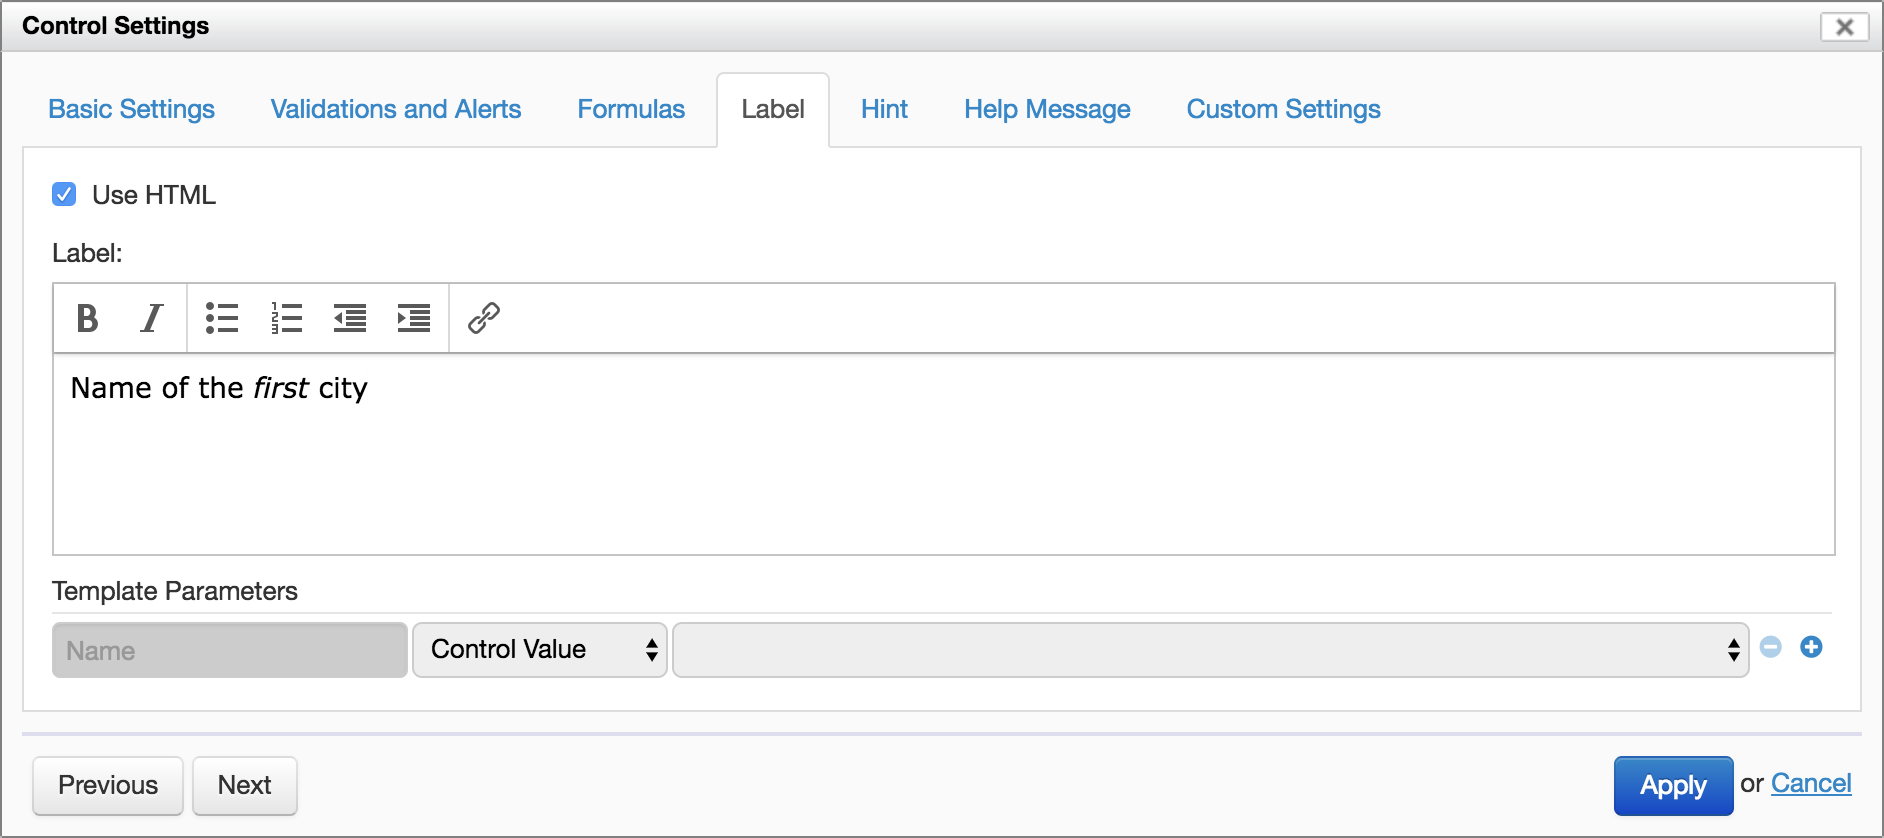 Control Settings
Basic Settings Validations and Alerts Formulas Label Hint Help Message Custom Settings
Use HTML
Label:
B I
Name of the first city
Template Parameters
Name Control Value
Previous Next Apply or Cancel